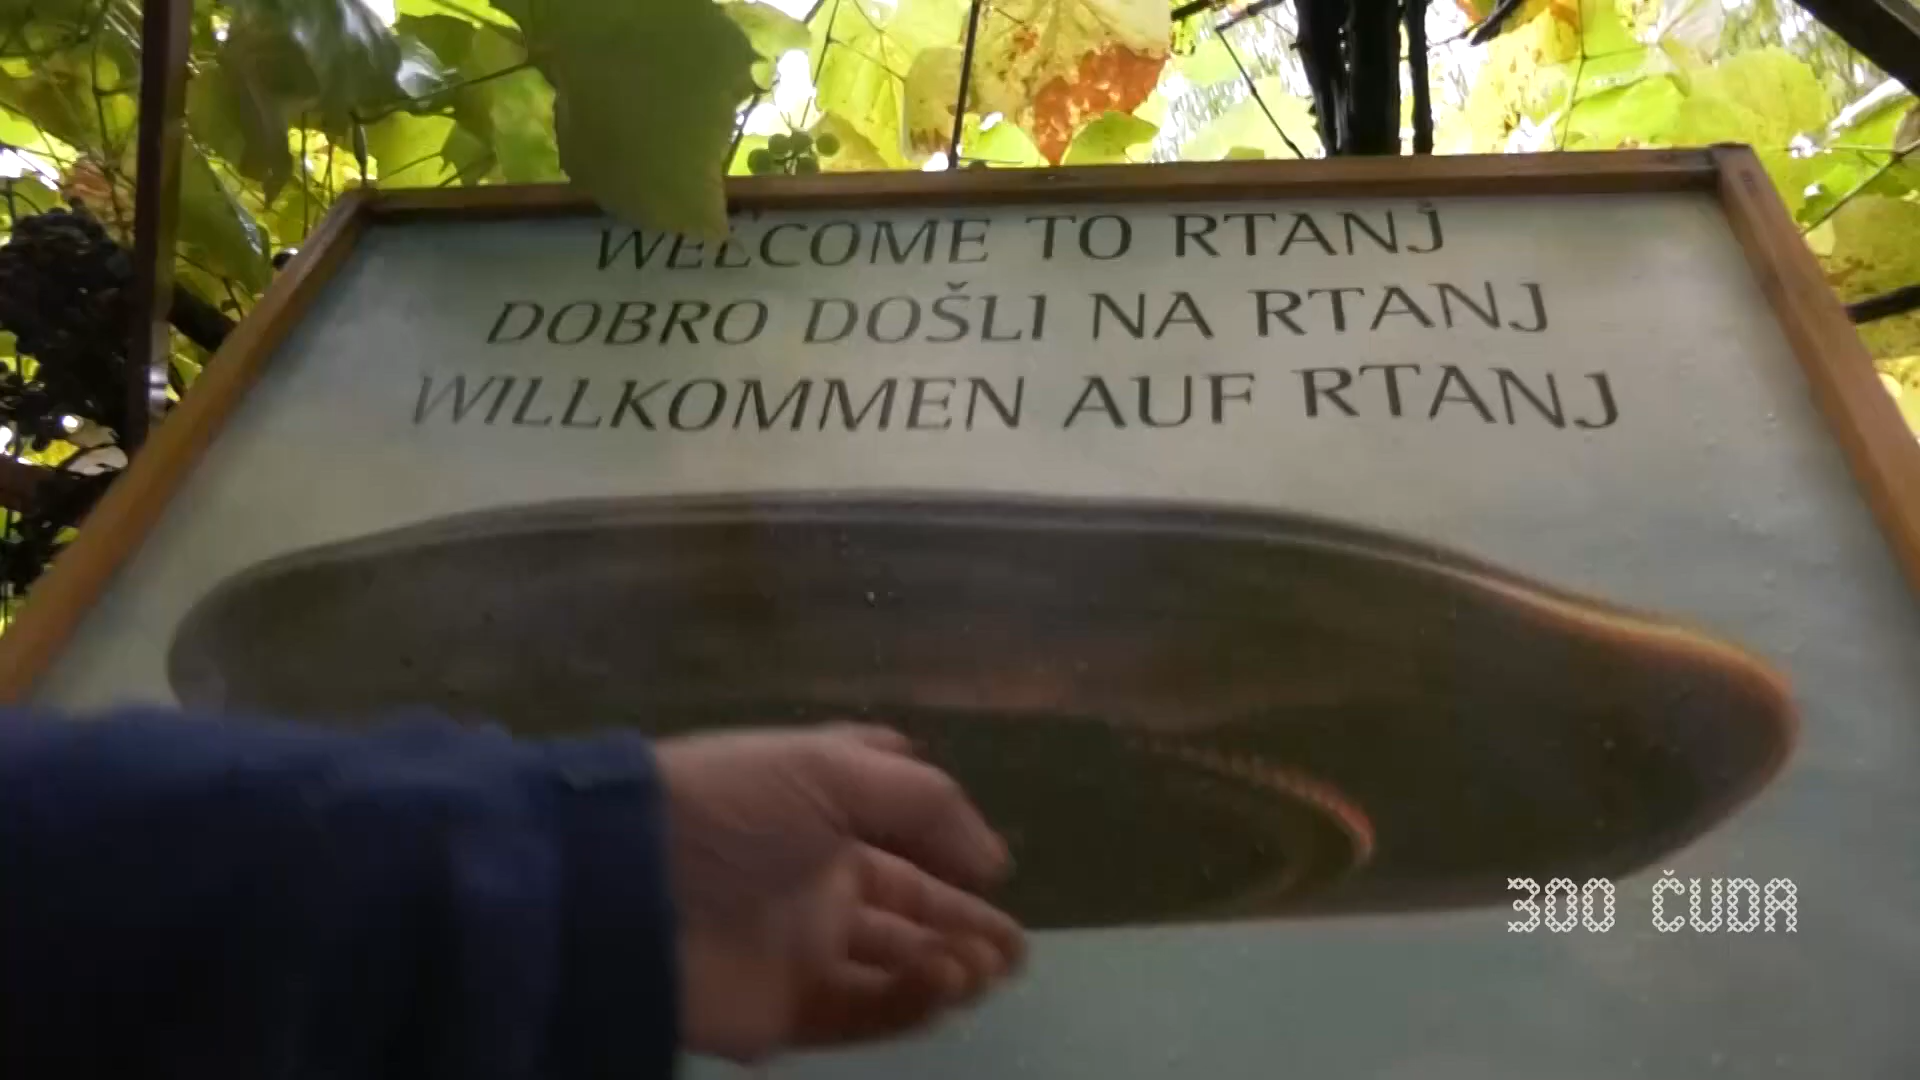 WELCOME TO RTANJ
DOBRO DOŠLI NA RTANJ
WILLKOMMEN AUF RTANJ
300 ČUDA